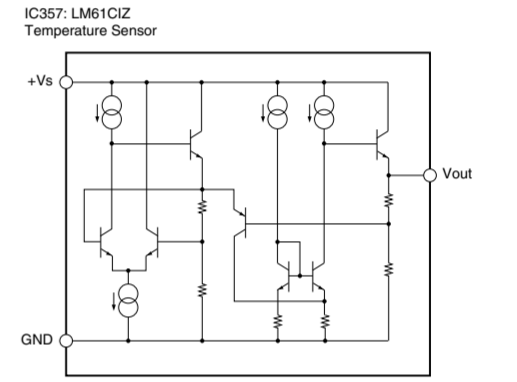 IC357: LM61CIZ
Temperature Sensor
+Vs
Vout
GND